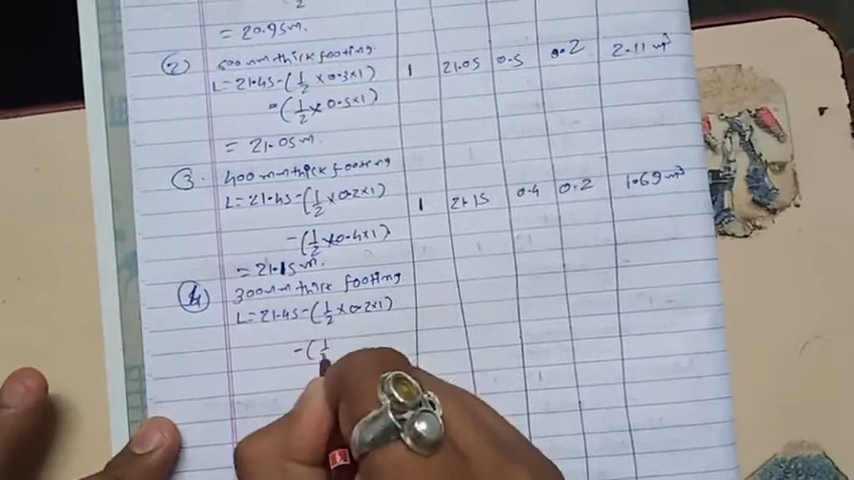 2
= 20.95m.
② 500mm thick footing
L=21.45-(½×0.3×1) 1 21.05 0.5 0.2 2.11 m³
-(½×0.5×1)
= 21.05m.
③. 400mm thick footing
L=21.45-(½×0.2×1) 1 21.15 0.4 0.2 1.69m³
-(½×0.4×1)
= 21.15m.
④ 300mm thick footing
L=21.45-(½×0.2×1)
-(1